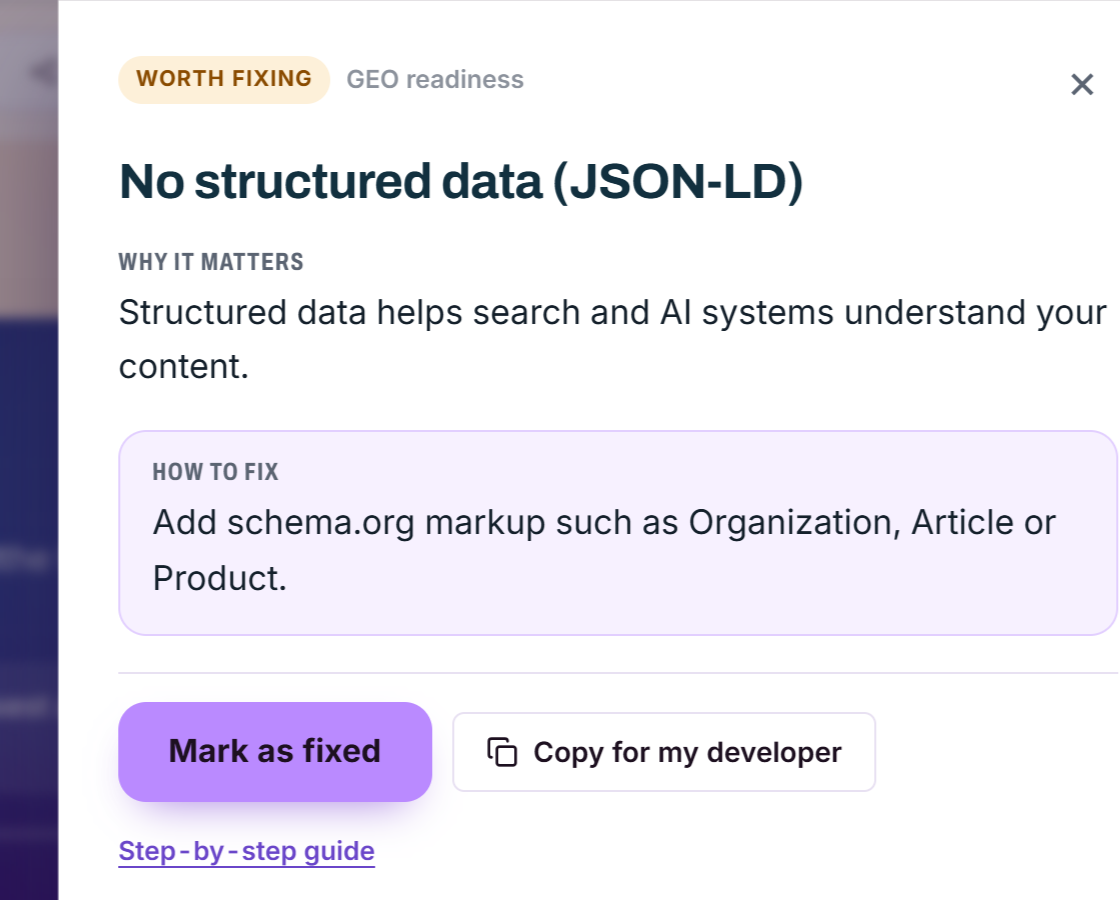 WORTH FIXING GEO readiness
No structured data (JSON-LD)
WHY IT MATTERS
Structured data helps search and AI systems understand your
content.
HOW TO FIX
Add schema.org markup such as Organization, Article or
Product.
Mark as fixed Copy for my developer
Step-by-step guide